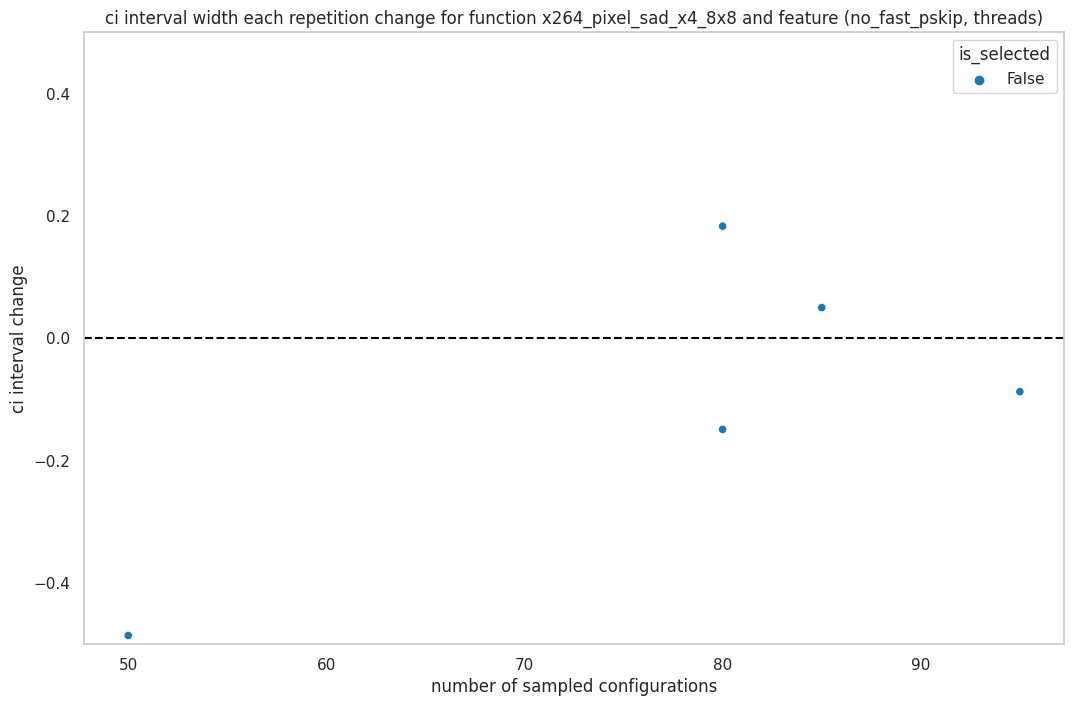 ci interval width each repetition change for function x264_pixel_sad_x4_8x8 and feature (no_fast_pskip, threads)
is_selected
False
0.4
0.2
0.0
−0.2
−0.4
ci interval change
50 60 70 80 90
number of sampled configurations